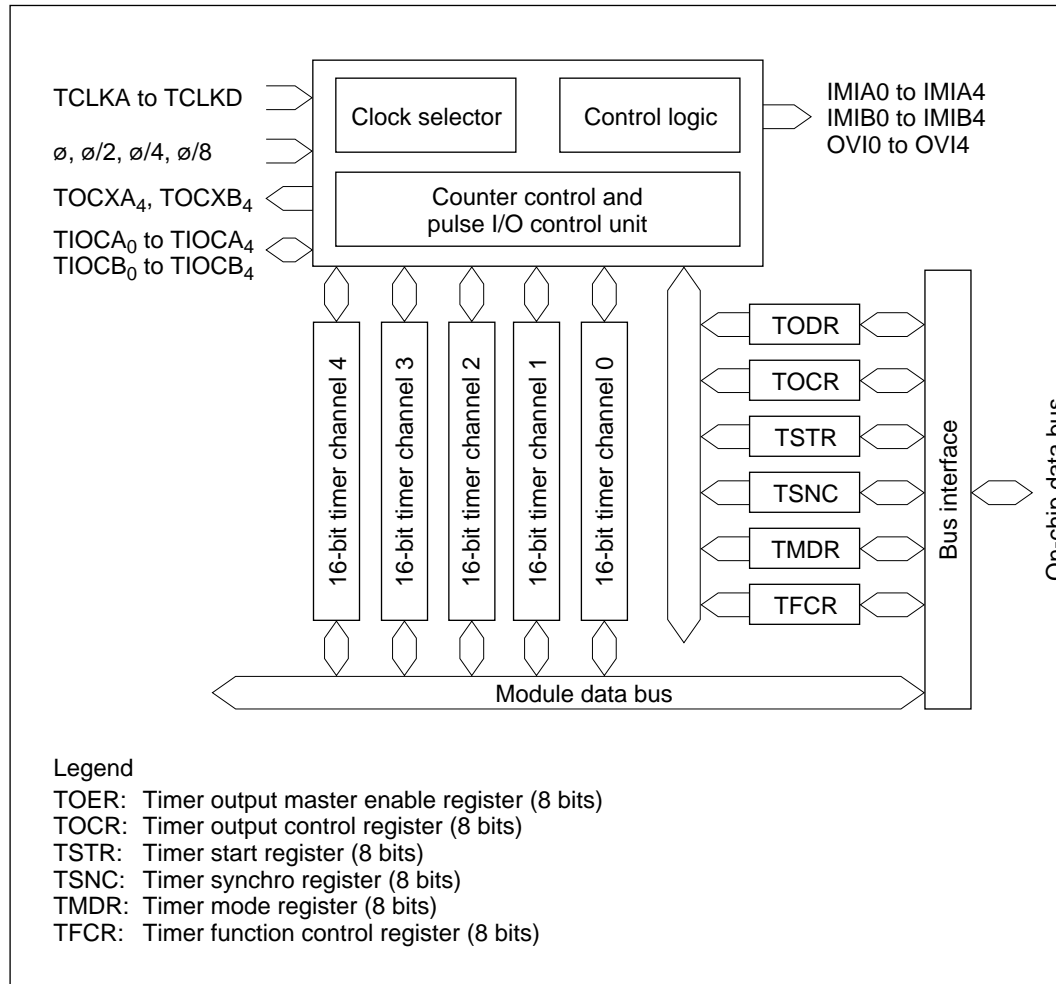 TCLKA to TCLKD
ø, ø/2, ø/4, ø/8
TOCXA4, TOCXB4
TIOCA0 to TIOCA4
TIOCB0 to TIOCB4
Clock selector
Control logic
Counter control and
pulse I/O control unit
IMIA0 to IMIA4
IMIB0 to IMIB4
OVI0 to OVI4
16-bit timer channel 4
16-bit timer channel 3
16-bit timer channel 2
16-bit timer channel 1
16-bit timer channel 0
TODR
TOCR
TSTR
TSNC
TMDR
TFCR
Bus interface
On-chip data bus
Module data bus
Legend
TOER: Timer output master enable register (8 bits)
TOCR: Timer output control register (8 bits)
TSTR: Timer start register (8 bits)
TSNC: Timer synchro register (8 bits)
TMDR: Timer mode register (8 bits)
TFCR: Timer function control register (8 bits)